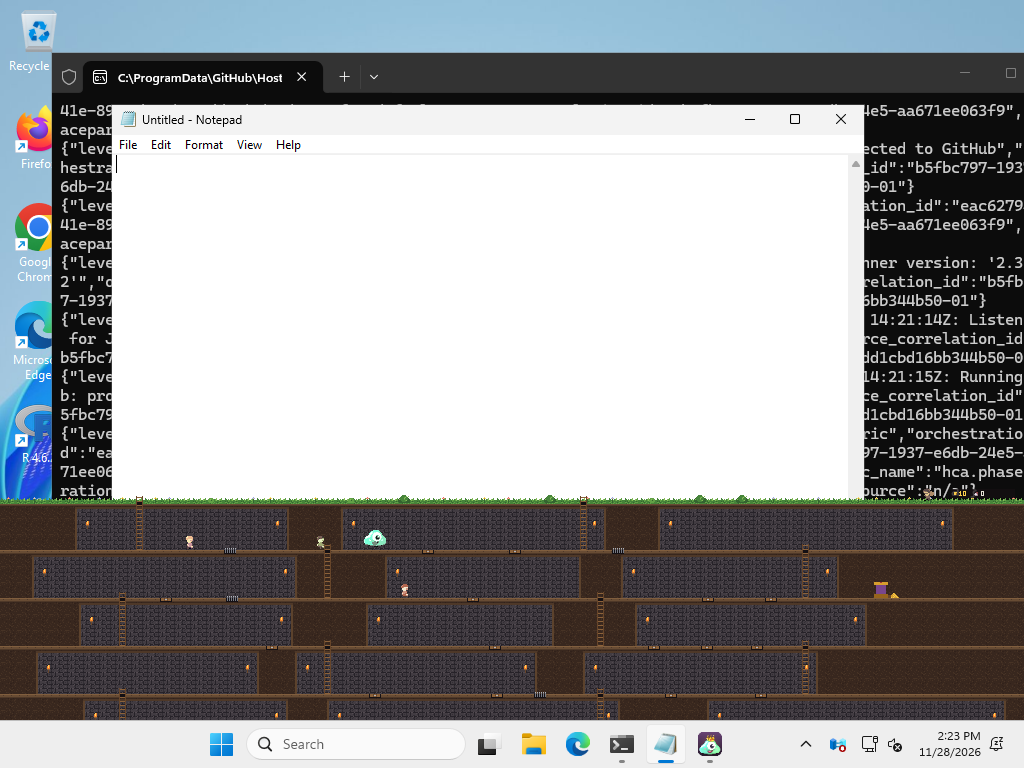 Recycle
Firefo
Googl
Chrom
Micros
Edge
R 4.6.
C:\ProgramData\GitHub\Host
Untitled - Notepad
File Edit Format View Help
41e-89
4e5-aa671ee063f9",
acepar
{"leve
ected to GitHub","
hestra
_id":"b5fbc797-193
6db-24
0-01"}
{"leve
ation_id":"eac6279
41e-89
4e5-aa671ee063f9",
acepar
{"leve
nner version: '2.3
2'","o
relation_id":"b5fb
7-1937
6bb344b50-01"}
{"leve
14:21:14Z: Listen
for J
rce_correlation_id
b5fbc7
dd1cbd16bb344b50-0
{"leve
14:21:15Z: Running
b: pro
ce_correlation_id"
5fbc79
d1cbd16bb344b50-01
{"leve
ric","orchestratio
d":"ea
97-1937-e6db-24e5-
71ee06
c_name":"hca.phase
ration
ource":"n/a"}
Search
2:23 PM
11/28/2026